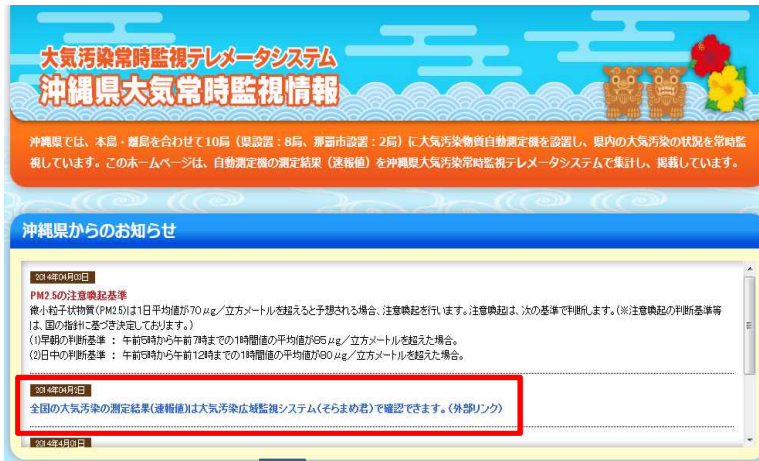 大気汚染常時監視テレメータシステム
沖縄県大気常時監視情報
沖縄県では、本島・離島を合わせて10局（県設置：8局、那覇市設置：2局）に大気汚染物質自動測定機を設置し、県内の大気汚染の状況を常時監
視しています。このホームページは、自動測定機の測定結果（速報値）を沖縄県大気汚染常時監視テレメータシステムで集計し、掲載しています。
沖縄県からのお知らせ
2014年04月03日
PM2.5の注意喚起基準
微小粒子状物質(PM2.5)は1日平均値が70μg／立方メートルを超えると予想される場合、注意喚起を行います。注意喚起は、次の基準で判断します。(※注意喚起の判断基準等
は、国の指針に基づき決定しております。)
(1)早朝の判断基準 ： 午前5時から午前7時までの1時間値の平均値が85μg／立方メートルを超えた場合。
(2)日中の判断基準 ： 午前5時から午前12時までの1時間値の平均値が80μg／立方メートルを超えた場合。
2014年04月2日
全国の大気汚染の測定結果(速報値)は大気汚染広域監視システム(そらまめ君)で確認できます。(外部リンク)
2014年4月01日